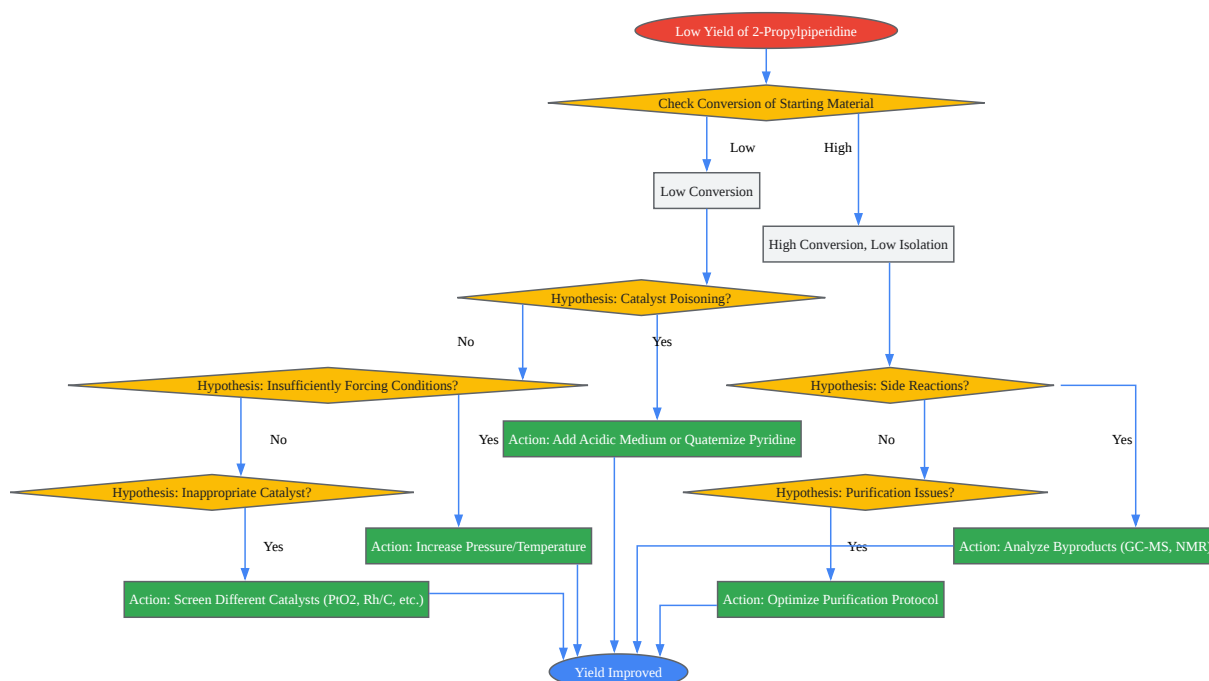 Low Yield of 2-Propylpiperidine
Check Conversion of Starting Material
Low
High
Low Conversion
High Conversion, Low Isolation
Hypothesis: Catalyst Poisoning?
No
Yes
Hypothesis: Insufficiently Forcing Conditions?
Hypothesis: Side Reactions?
No
Yes
Action: Add Acidic Medium or Quaternize Pyridine
No
Yes
Hypothesis: Inappropriate Catalyst?
Hypothesis: Purification Issues?
Yes
Action: Increase Pressure/Temperature
Yes
Action: Analyze Byproducts (GC-MS, NMR)
Action: Screen Different Catalysts (PtO2, Rh/C, etc.)
Action: Optimize Purification Protocol
Yield Improved